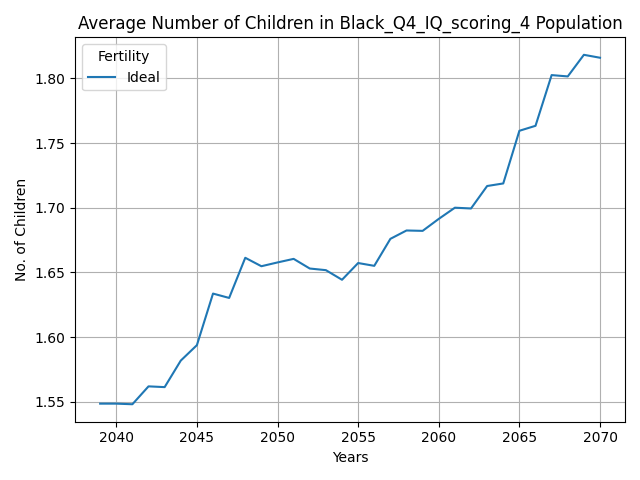 Average Number of Children in Black_Q4_IQ_scoring_4 Population
Fertility
Ideal
1.80
1.75
1.70
1.65
1.60
1.55
No. of Children
2040 2045 2050 2055 2060 2065 2070
Years